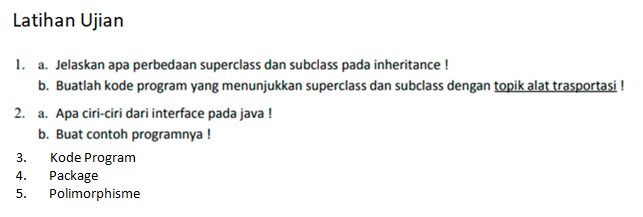 Latihan Ujian
1. a. Jelaskan apa perbedaan superclass dan subclass pada inheritance !
b. Buatlah kode program yang menunjukkan superclass dan subclass dengan topik alat trasportasi !
2. a. Apa ciri-ciri dari interface pada java !
b. Buat contoh programnya !
3. Kode Program
4. Package
5. Polimorphisme